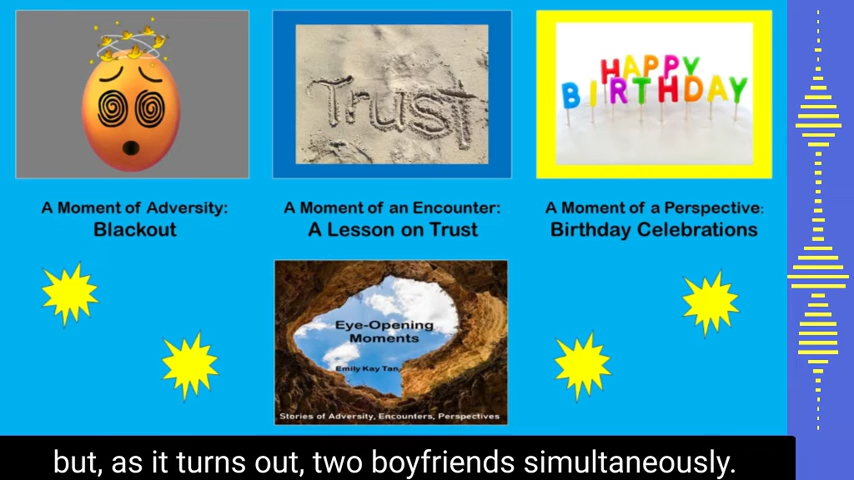 Trust
HAPPY
BIRTHDAY
A Moment of Adversity:
Blackout
A Moment of an Encounter:
A Lesson on Trust
A Moment of a Perspective:
Birthday Celebrations
Eye-Opening
Moments
Emily Kay Tan
Stories of Adversity, Encounters, Perspectives
but, as it turns out, two boyfriends simultaneously.